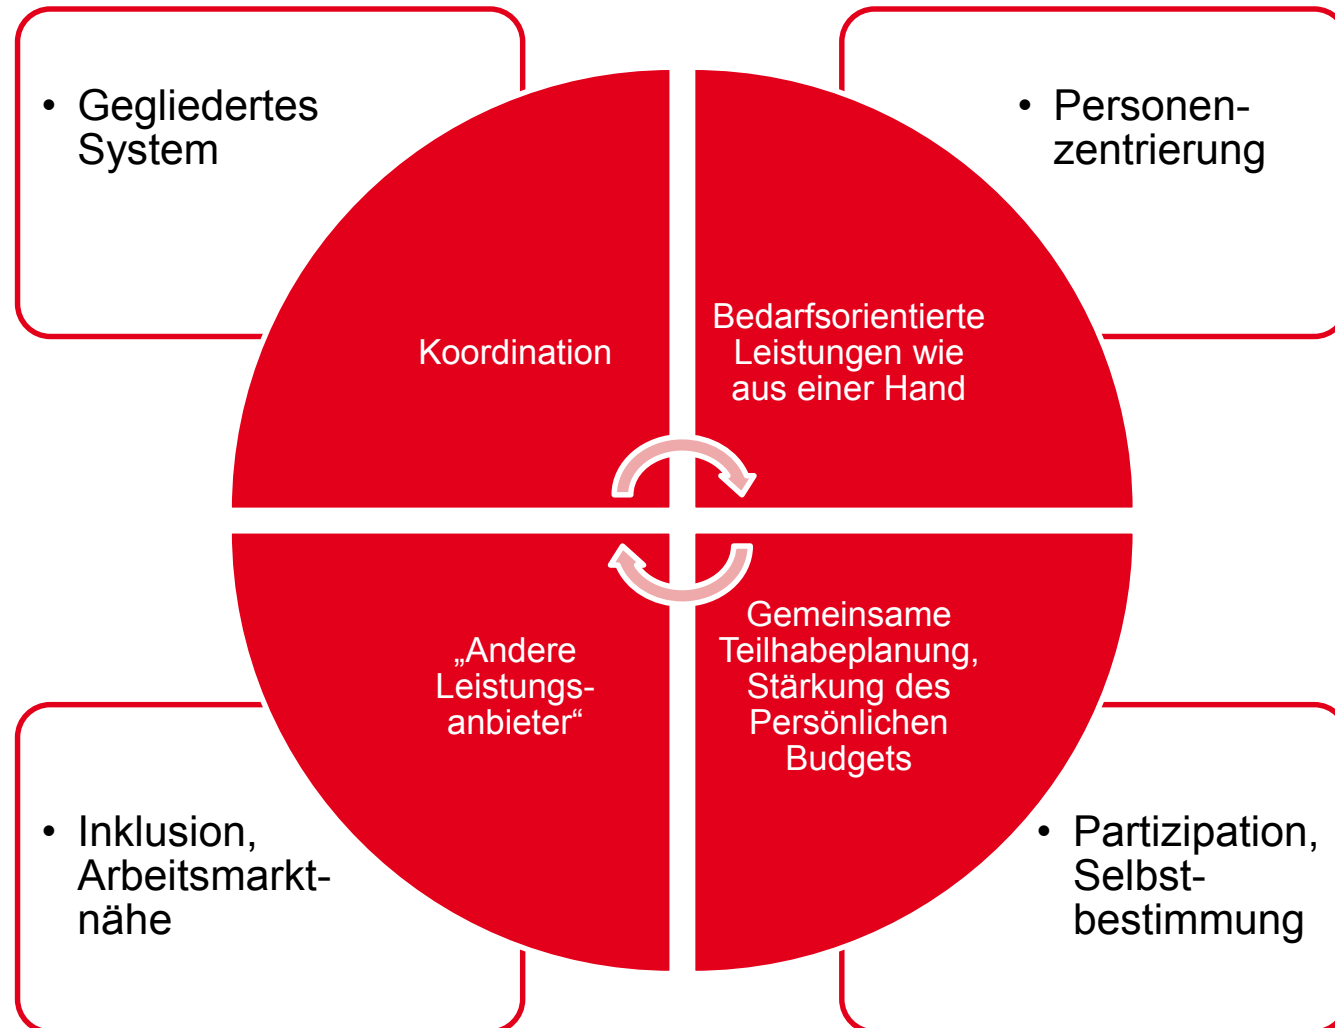 • Gegliedertes
System
• Personen-
zentrierung
Koordination
Bedarfsorientierte
Leistungen wie
aus einer Hand
„Andere
Leistungs-
anbieter“
Gemeinsame
Teilhabeplanung,
Stärkung des
Persönlichen
Budgets
• Inklusion,
Arbeitsmarkt-
nähe
• Partizipation,
Selbst-
bestimmung